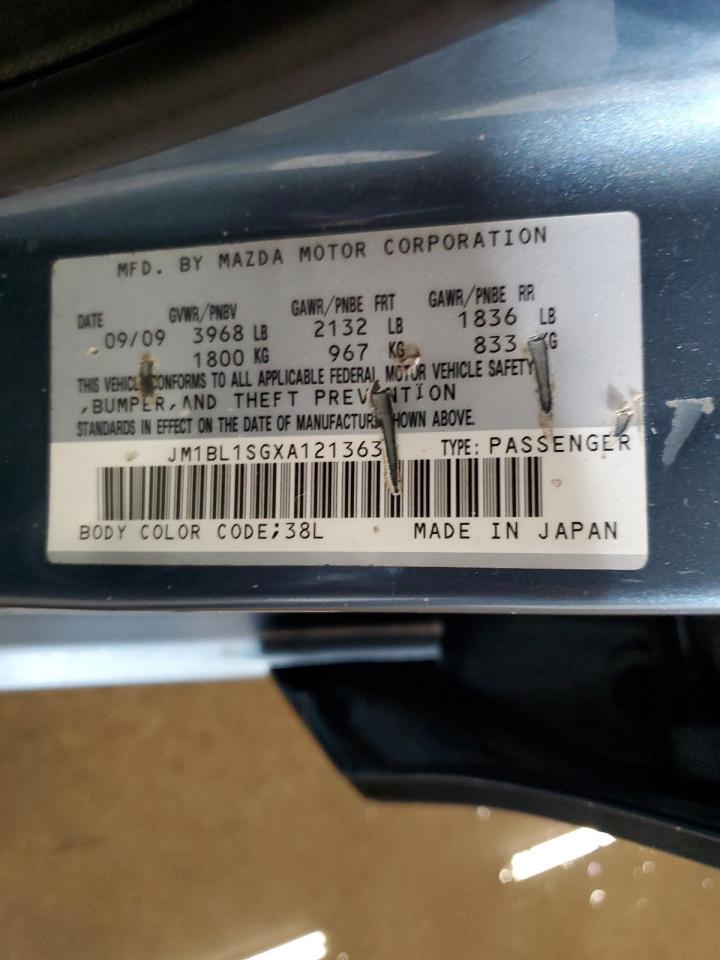 MFD. BY MAZDA MOTOR CORPORATION
DATE GVWR/PNBV GAWR/PNBE FRT GAWR/PNBE RR
09/09 3968 LB 2132 LB 1836 LB
1800 KG 967 KG 833 KG
THIS VEHICLE CONFORMS TO ALL APPLICABLE FEDERAL MOTOR VEHICLE SAFETY
,BUMPER,AND THEFT PREVENTION
STANDARDS IN EFFECT ON THE DATE OF MANUFACTURE SHOWN ABOVE.
TYPE: PASSENGER
BODY COLOR CODE;38L MADE IN JAPAN